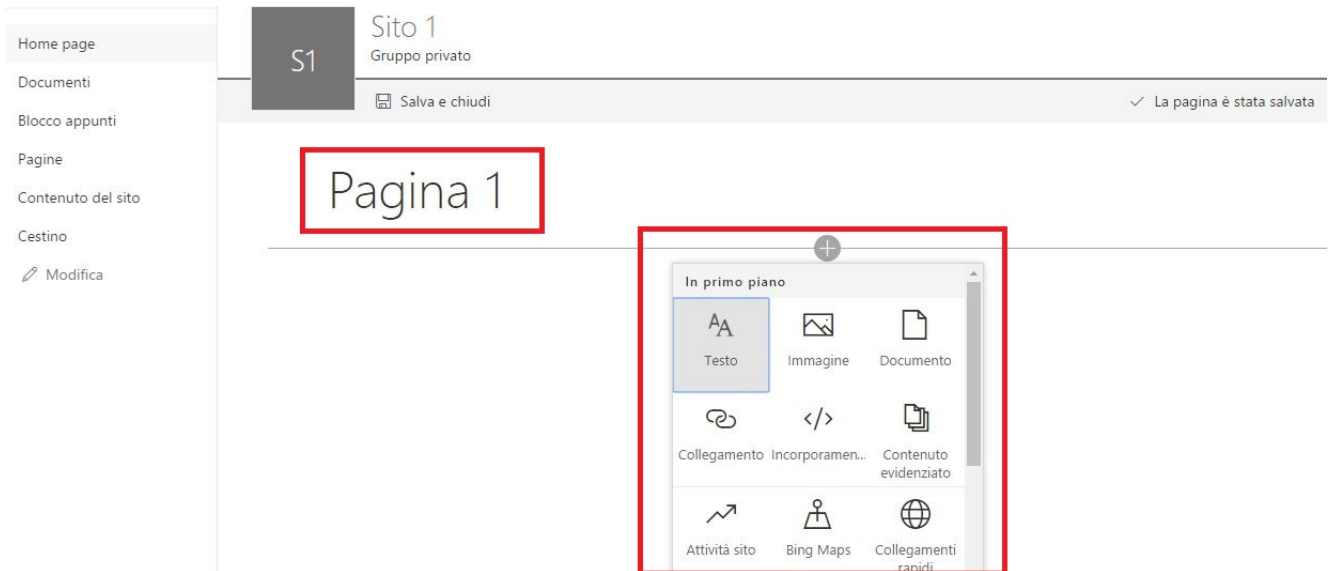 Home page
Documenti
Blocco appunti
Pagine
Contenuto del sito
Cestino
Modifica
S1
Sito 1
Gruppo privato
Salva e chiudi
La pagina è stata salvata
Pagina 1
In primo piano
Testo
Immagine
Documento
Collegamento
Incorporamen...
Contenuto
evidenziato
Attività sito
Bing Maps
Collegamenti
rapidi